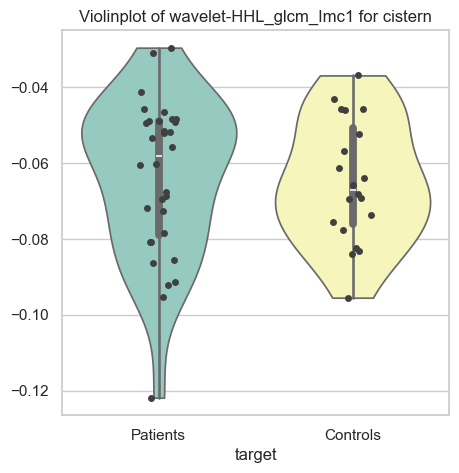 Violinplot of wavelet-HHL_glcm_Imc1 for cistern
−0.04
−0.06
−0.08
−0.10
−0.12
Patients
Controls
target